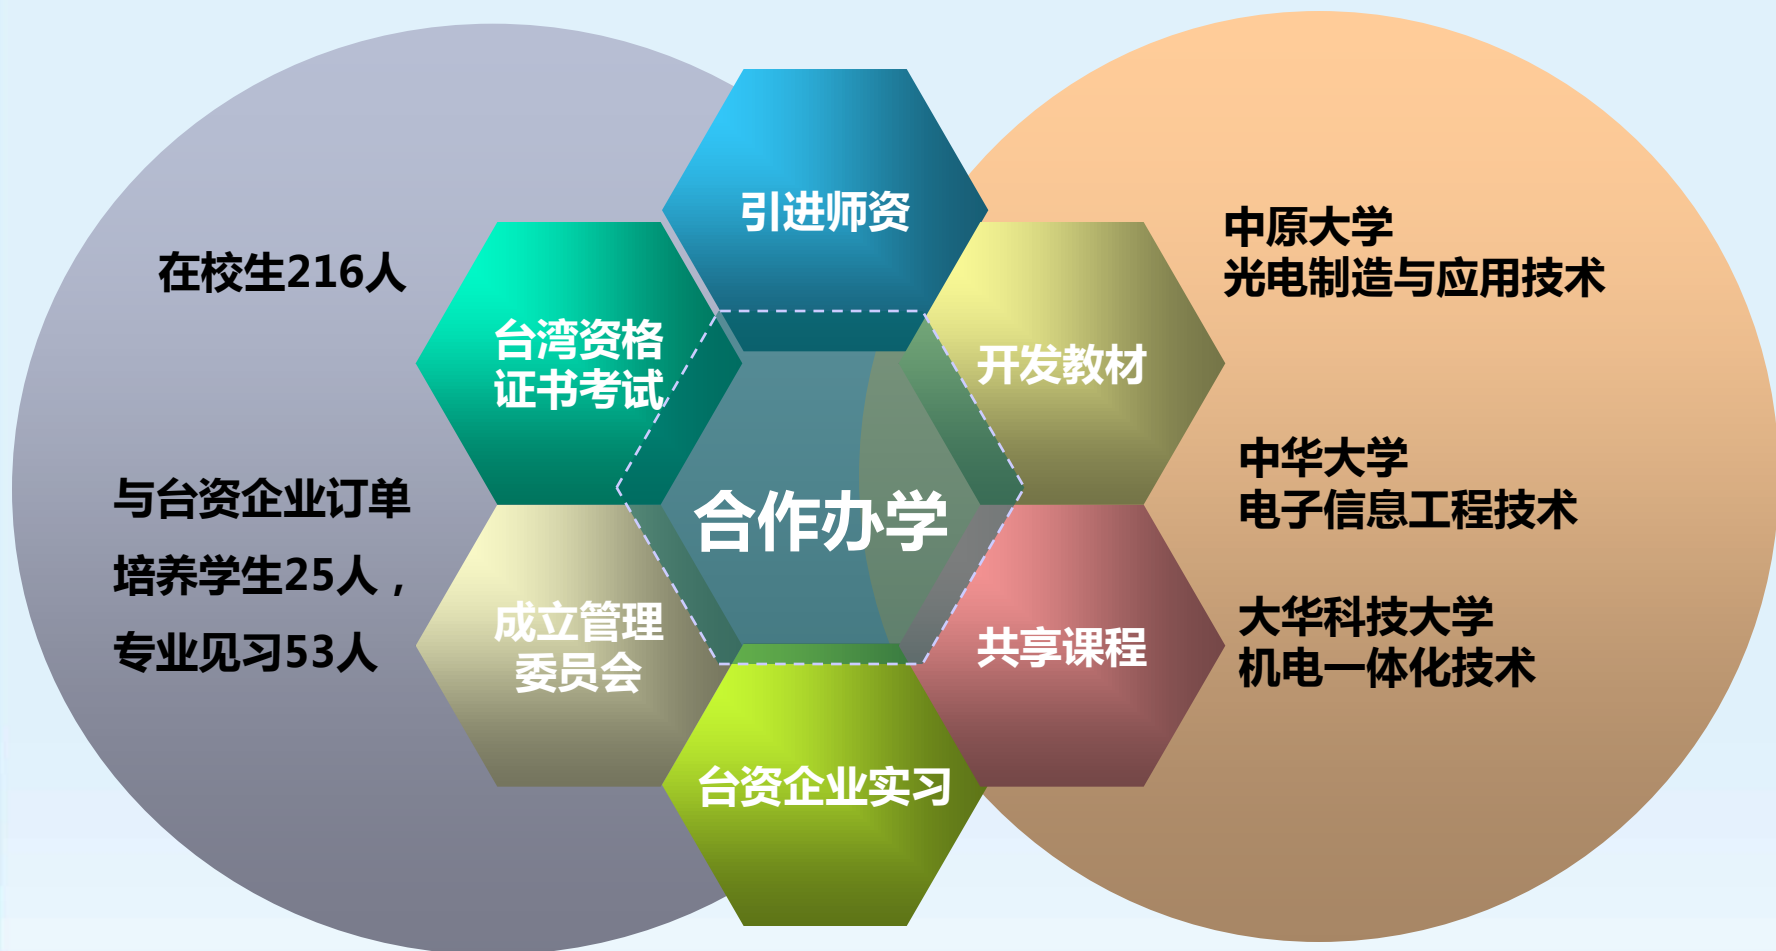 引进师资
在校生216人
台湾资格
证书考试
开发教材
中原大学
光电制造与应用技术
与台资企业订单
培养学生25人，
专业见习53人
合作办学
中华大学
电子信息工程技术
成立管理
委员会
共享课程
大华科技大学
机电一体化技术
台资企业实习